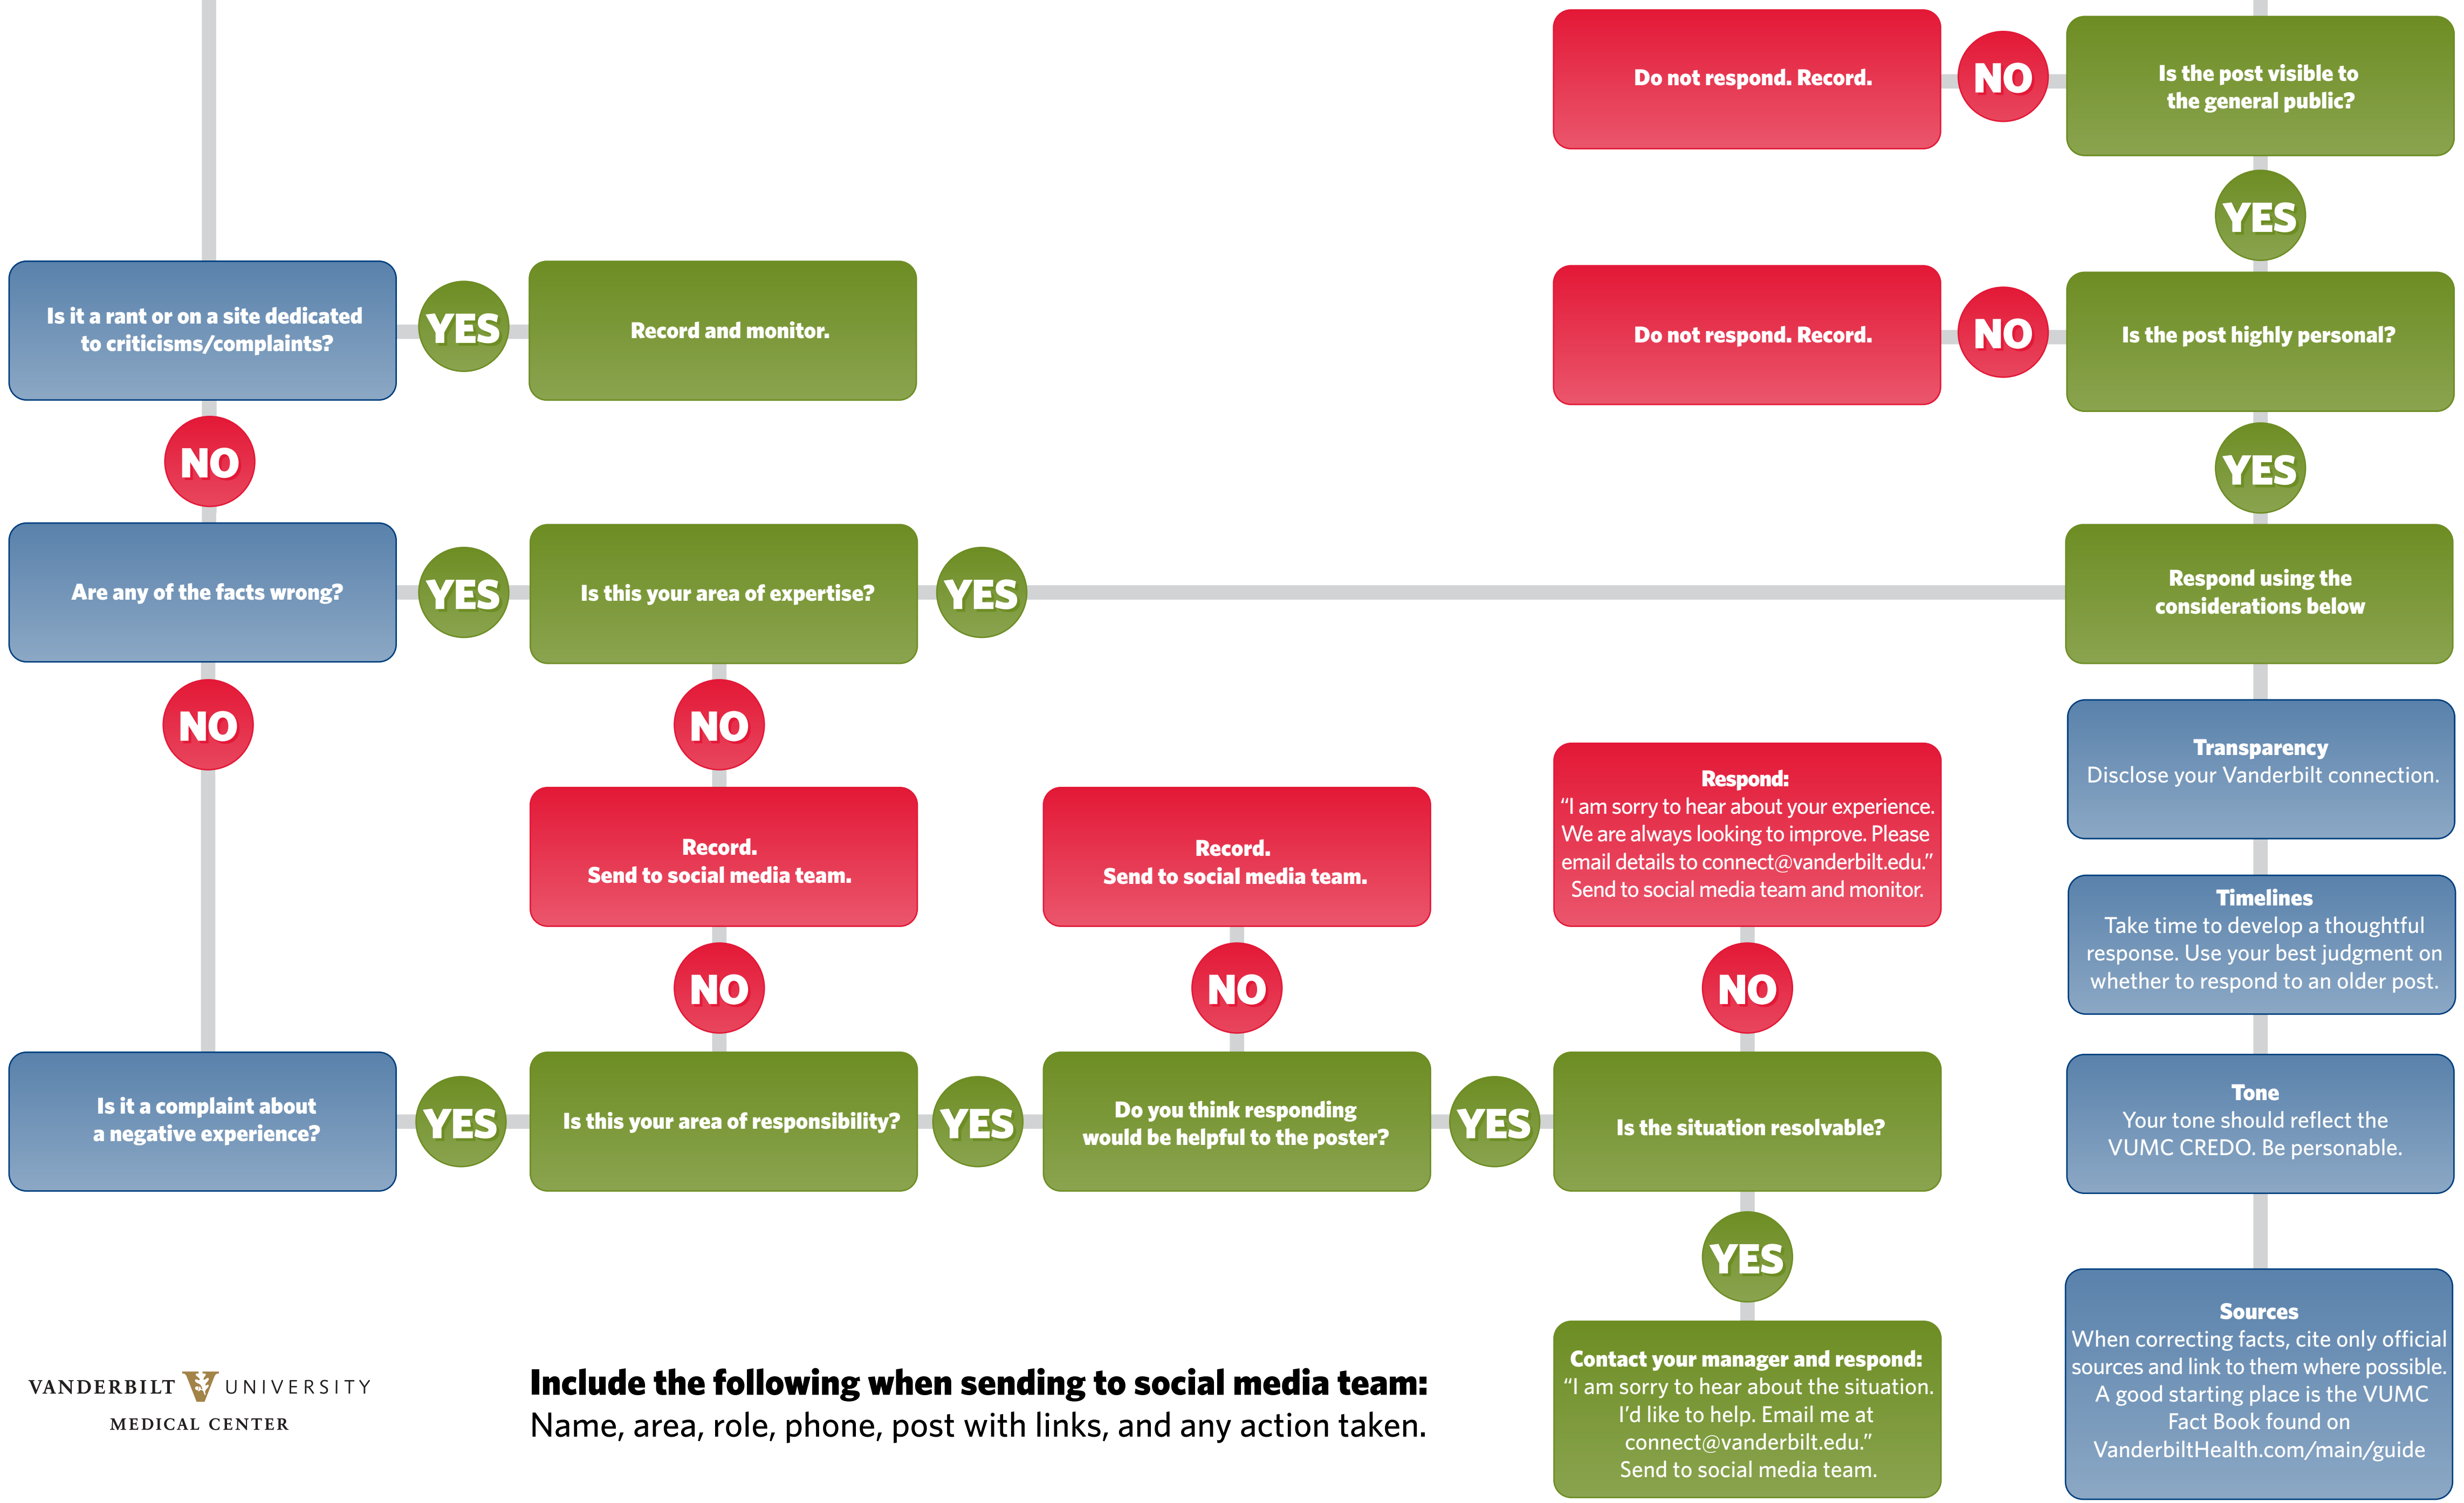 Do not respond. Record.
NO
Is the post visible to
the general public?
YES
Is it a rant or on a site dedicated
to criticisms/complaints?
YES
Record and monitor.
Do not respond. Record.
NO
Is the post highly personal?
NO
YES
Are any of the facts wrong?
YES
Is this your area of expertise?
YES
Respond using the
considerations below
NO
NO
Transparency
Disclose your Vanderbilt connection.
Record.
Send to social media team.
Record.
Send to social media team.
Respond:
“I am sorry to hear about your experience.
We are always looking to improve. Please
email details to connect@vanderbilt.edu.”
Send to social media team and monitor.
Timelines
Take time to develop a thoughtful
response. Use your best judgment on
whether to respond to an older post.
NO
NO
NO
Is it a complaint about
a negative experience?
YES
Is this your area of responsibility?
YES
Do you think responding
would be helpful to the poster?
YES
Is the situation resolvable?
Tone
Your tone should reflect the
VUMC CREDO. Be personable.
YES
VANDERBILT V UNIVERSITY
MEDICAL CENTER
Include the following when sending to social media team:
Name, area, role, phone, post with links, and any action taken.
Contact your manager and respond:
“I am sorry to hear about the situation.
I’d like to help. Email me at
connect@vanderbilt.edu.”
Send to social media team.
Sources
When correcting facts, cite only official
sources and link to them where possible.
A good starting place is the VUMC
Fact Book found on
VanderbiltHealth.com/main/guide